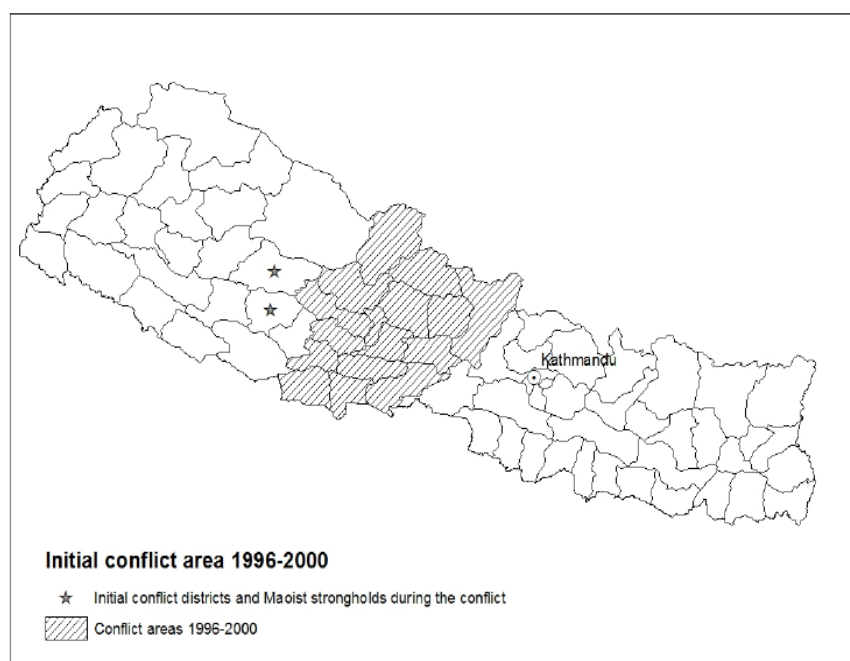 Kathmandu
Initial conflict area 1996-2000
Initial conflict districts and Maoist strongholds during the conflict
Conflict areas 1996-2000